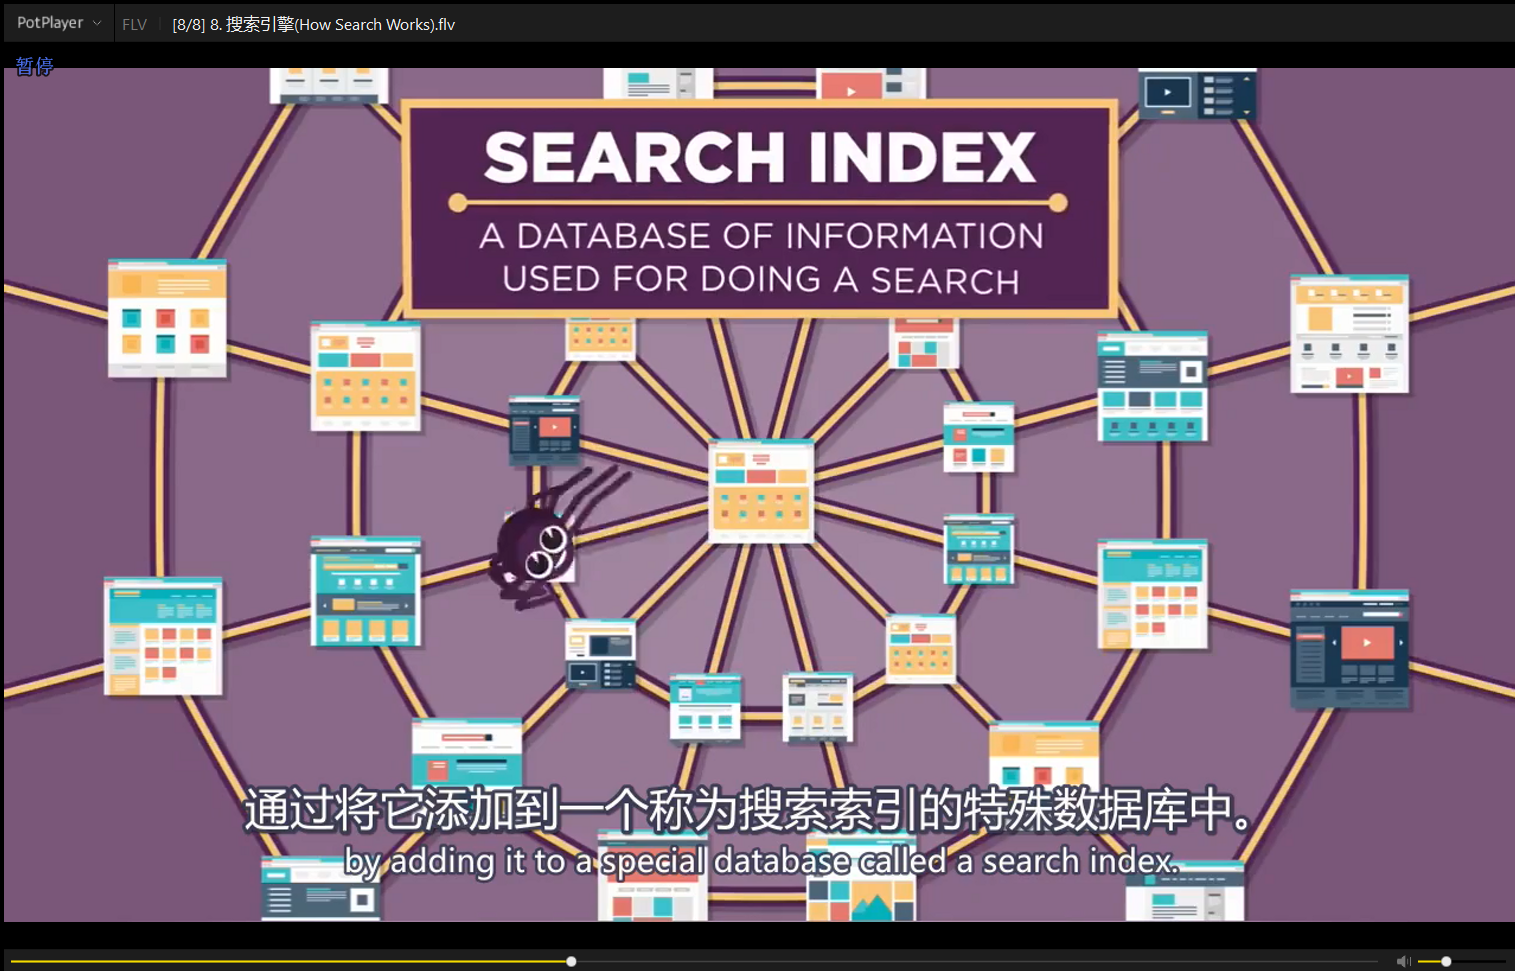 PotPlayer
FLV
[8/8] 8. 搜索引擎(How Search Works).flv
暂停
SEARCH INDEX
A DATABASE OF INFORMATION
USED FOR DOING A SEARCH
通过将它添加到一个称为搜索索引的特殊数据库中。
by adding it to a special database called a search index.